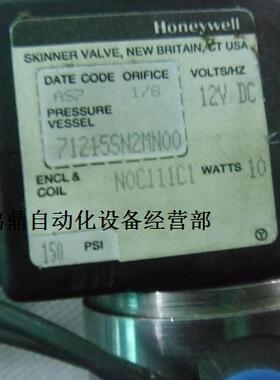 Honeywell
SKINNER VALVE, NEW BRITAIN, CT USA
DATE CODE ORIFICE VOLTS/HZ
AS7 1/8 12V DC
PRESSURE
VESSEL
71215SN2MN00
ENCL &
COIL N0C111C1 WATTS 10
鼎自动化设备经营部
150 PSI